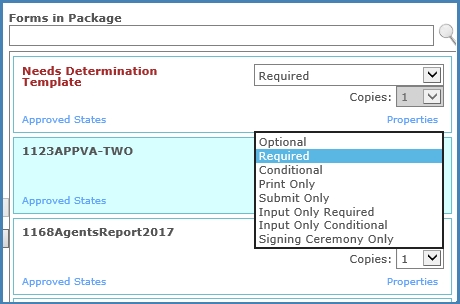 Forms in Package
Needs Determination Template
Required
Copies: 1
Approved States
Properties
1123APPVA-TWO
Optional
Required
Conditional
Print Only
Submit Only
Input Only Required
Input Only Conditional
Signing Ceremony Only
Approved States
Properties
1168AgentsReport2017
Copies: 1
Approved States
Properties